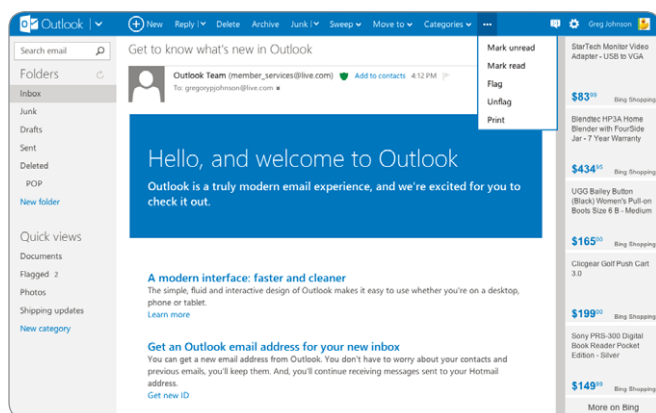 Outlook
New Reply Delete Archive Junk Sweep Move to Categories ...
Greg Johnson
Search email
Folders
Inbox
Junk
Drafts
Sent
Deleted
POP
New folder
Quick views
Documents
Flagged 2
Photos
Shipping updates
New category
Get to know what's new in Outlook
Outlook Team (member_services@live.com) Add to contacts 4:12 PM
To: gregorypjohnson@live.com
Mark unread
Mark read
Flag
Unflag
Print
Hello, and welcome to Outlook
Outlook is a truly modern email experience, and we're excited for you to
check it out.
A modern interface: faster and cleaner
The simple, fluid and interactive design of Outlook makes it easy to use whether you're on a desktop,
phone or tablet.
Learn more
Get an Outlook email address for your new inbox
You can get a new email address from Outlook. You don't have to worry about your contacts and
previous emails, you'll keep them. And, you'll continue receiving messages sent to your Hotmail
address.
Get new ID
StarTech Monitor Video
Adapter - USB to VGA
$83 Bing Shopping
Blendtec HP3A Home
Blender with FourSide
Jar - 7 Year Warranty
$434 Bing Shopping
UGG Bailey Button
(Black) Women's Pull-on
Boots Size 6 B - Medium
$165 Bing Shopping
Clicgear Golf Push Cart
3.0
$199 Bing Shopping
Sony PRS-300 Digital
Book Reader Pocket
Edition - Silver
$149 Bing Shopping
More on Bing